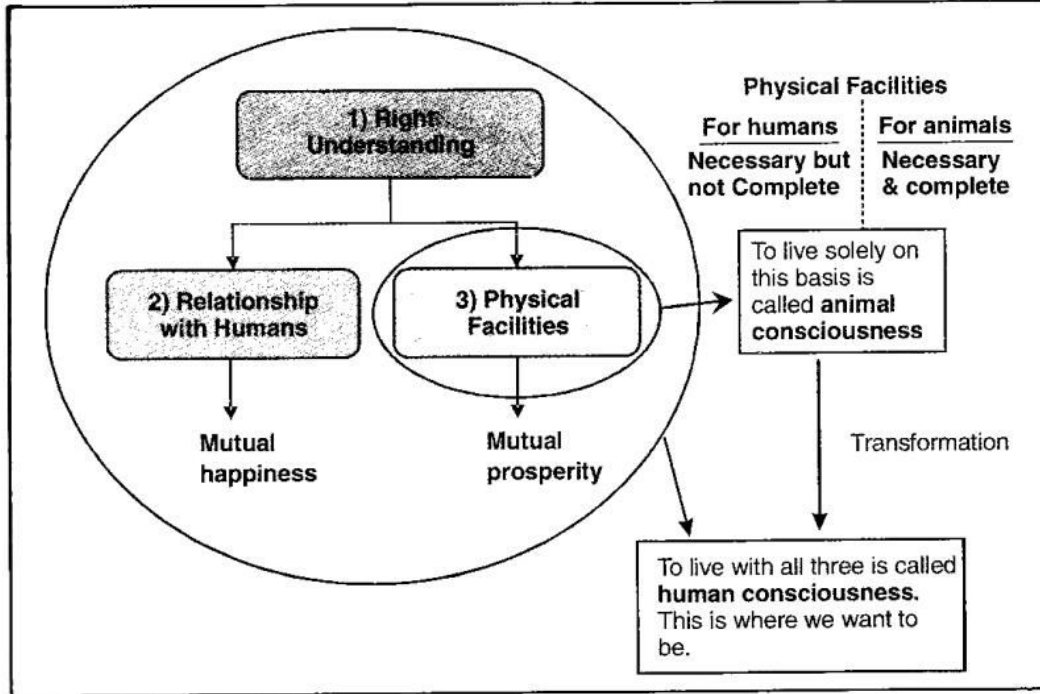 1) Right
Understanding
2) Relationship
with Humans
3) Physical
Facilities
Mutual
happiness
Mutual
prosperity
Physical Facilities
For humans
Necessary but
not Complete
For animals
Necessary
& complete
To live solely on
this basis is
called animal
consciousness
Transformation
To live with all three is called
human consciousness.
This is where we want to
be.